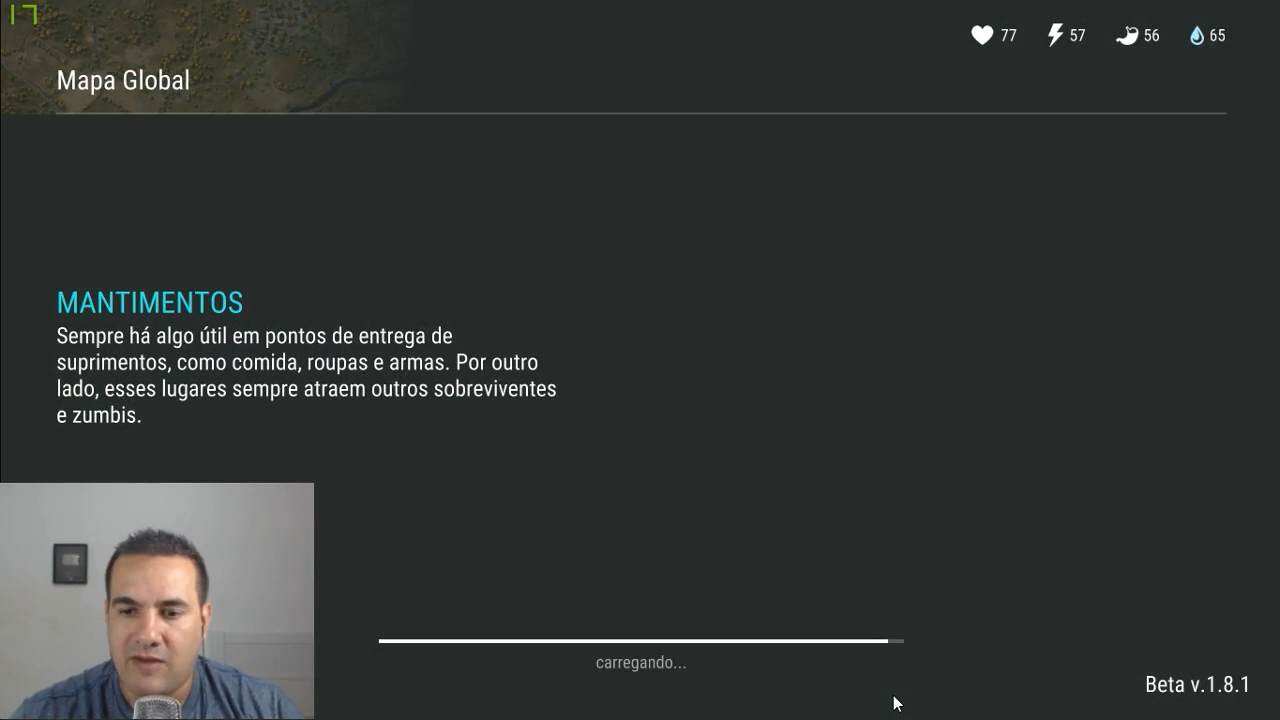 17
77 57 56 65
Mapa Global
MANTIMENTOS
Sempre há algo útil em pontos de entrega de
suprimentos, como comida, roupas e armas. Por outro
lado, esses lugares sempre atraem outros sobreviventes
e zumbis.
carregando...
Beta v.1.8.1